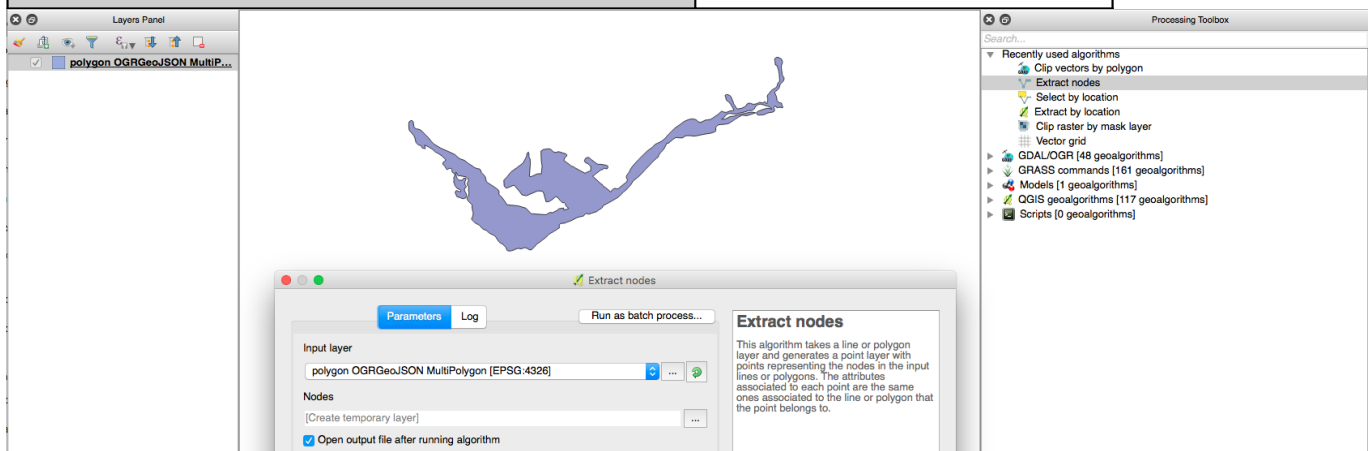 Layers Panel
polygon OGRGeoJSON MultiP...
Extract nodes
Parameters
Log
Run as batch process...
Input layer
polygon OGRGeoJSON MultiPolygon [EPSG:4326]
...
Nodes
[Create temporary layer]
...
Open output file after running algorithm
Extract nodes
This algorithm takes a line or polygon
layer and generates a point layer with
points representing the nodes in the input
lines or polygons. The attributes
associated to each point are the same
ones associated to the line or polygon that
the point belongs to.
Processing Toolbox
Search...
Recently used algorithms
Clip vectors by polygon
Extract nodes
Select by location
Extract by location
Clip raster by mask layer
Vector grid
GDAL/OGR [48 geoalgorithms]
GRASS commands [161 geoalgorithms]
Models [1 geoalgorithms]
QGIS geoalgorithms [117 geoalgorithms]
Scripts [0 geoalgorithms]